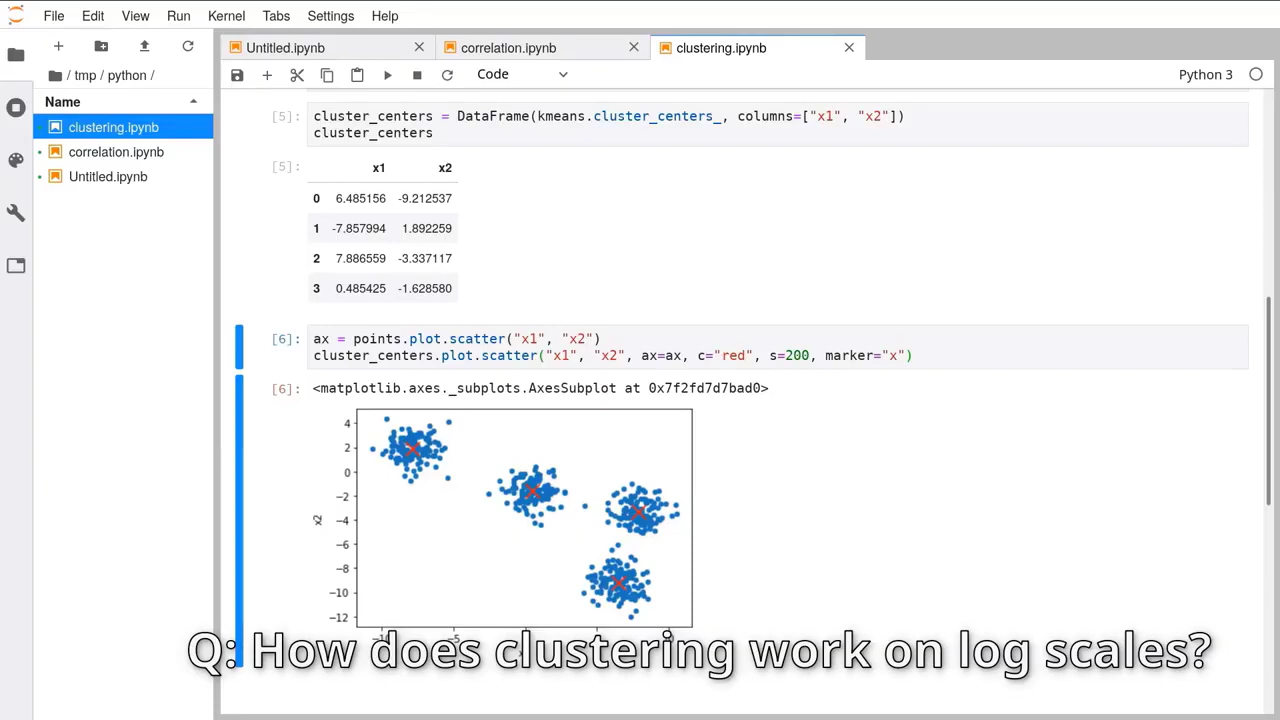 File Edit View Run Kernel Tabs Settings Help
/ tmp / python /
Name
clustering.ipynb
correlation.ipynb
Untitled.ipynb
Untitled.ipynb correlation.ipynb clustering.ipynb
Code Python 3
[5]: cluster_centers = DataFrame(kmeans.cluster_centers_, columns=["x1", "x2"])
cluster_centers
[5]: x1 x2
0 6.485156 -9.212537
1 -7.857994 1.892259
2 7.886559 -3.337117
3 0.485425 -1.628580
[6]: ax = points.plot.scatter("x1", "x2")
cluster_centers.plot.scatter("x1", "x2", ax=ax, c="red", s=200, marker="x")
[6]: <matplotlib.axes._subplots.AxesSubplot at 0x7f2fd7d7bad0>
4
2
0
−2
−4
x2
−6
−8
−10
−12
Q: How does clustering work on log scales?